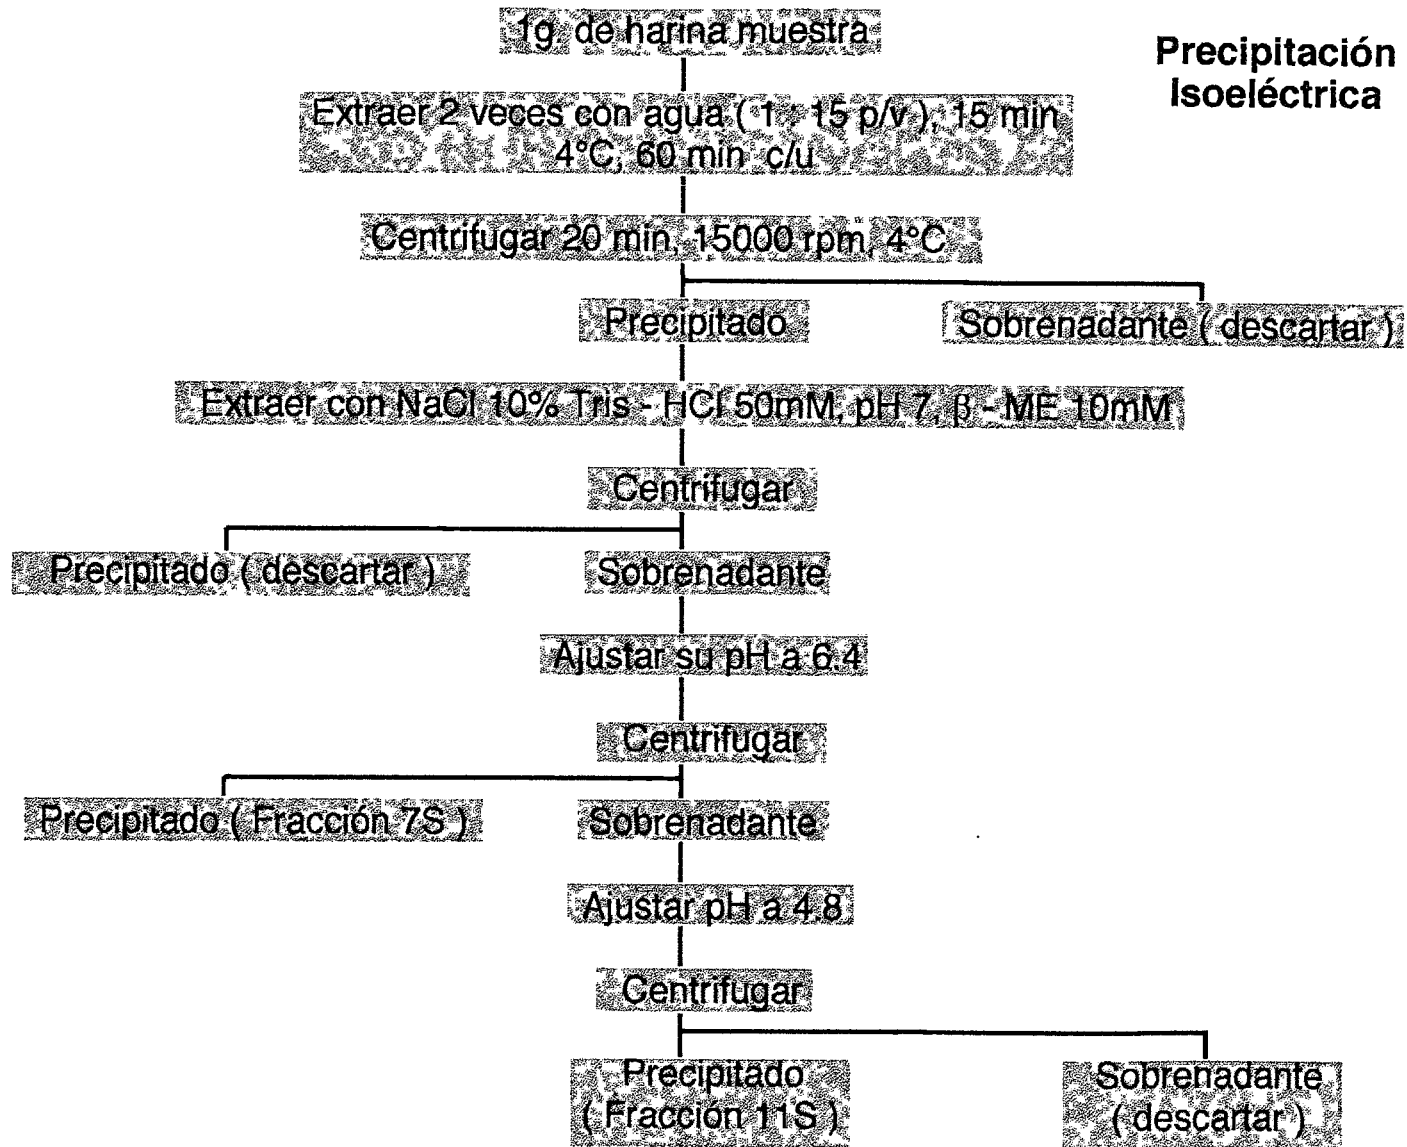 1g. de harina muestra
Precipitación
Isoeléctrica
Extraer 2 veces con agua ( 1 : 15 p/v ), 15 min
4°C, 60 min c/u
Centrifugar 20 min, 15000 rpm, 4°C
Precipitado
Sobrenadante ( descartar )
Extraer con NaCl 10% Tris - HCl 50mM, pH 7, β - ME 10mM
Centrifugar
Precipitado ( descartar )
Sobrenadante
Ajustar su pH a 6.4
Centrifugar
Precipitado ( Fracción 7S )
Sobrenadante
Ajustar pH a 4.8
Centrifugar
Precipitado
( Fracción 11S )
Sobrenadante
( descartar )